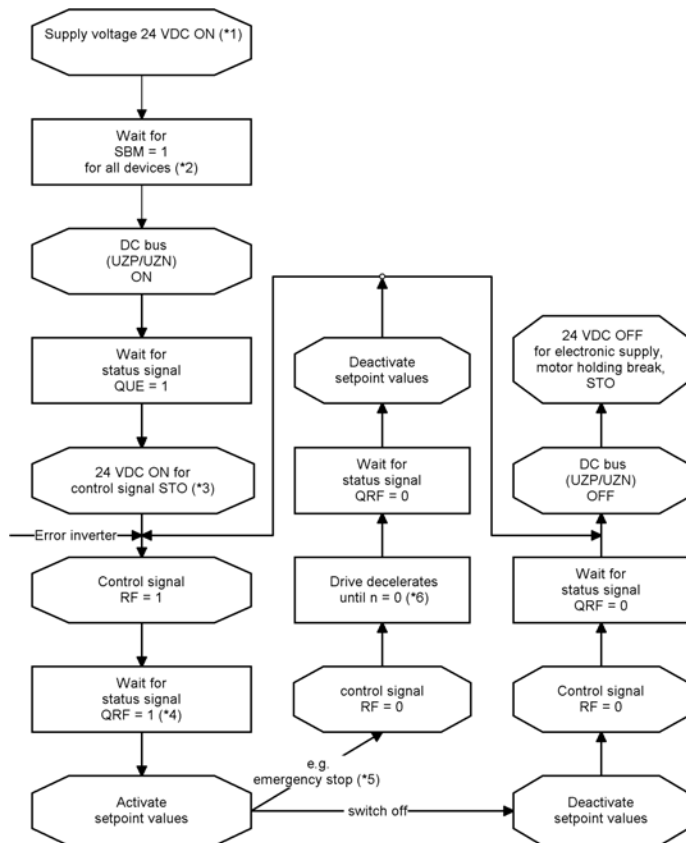 Supply voltage 24 VDC ON (*1)
Wait for
SBM = 1
for all devices (*2)
DC bus
(UZP/UZN)
ON
Wait for
status signal
QUE = 1
24 VDC ON for
control signal STO (*3)
Error inverter
Control signal
RF = 1
Wait for
status signal
QRF = 1 (*4)
Activate
setpoint values
e.g.
emergency stop (*5)
switch off
control signal
RF = 0
Drive decelerates
until n = 0 (*6)
Wait for
status signal
QRF = 0
Deactivate
setpoint values
Deactivate
setpoint values
Control signal
RF = 0
Wait for
status signal
QRF = 0
DC bus
(UZP/UZN)
OFF
24 VDC OFF
for electronic supply,
motor holding break,
STO